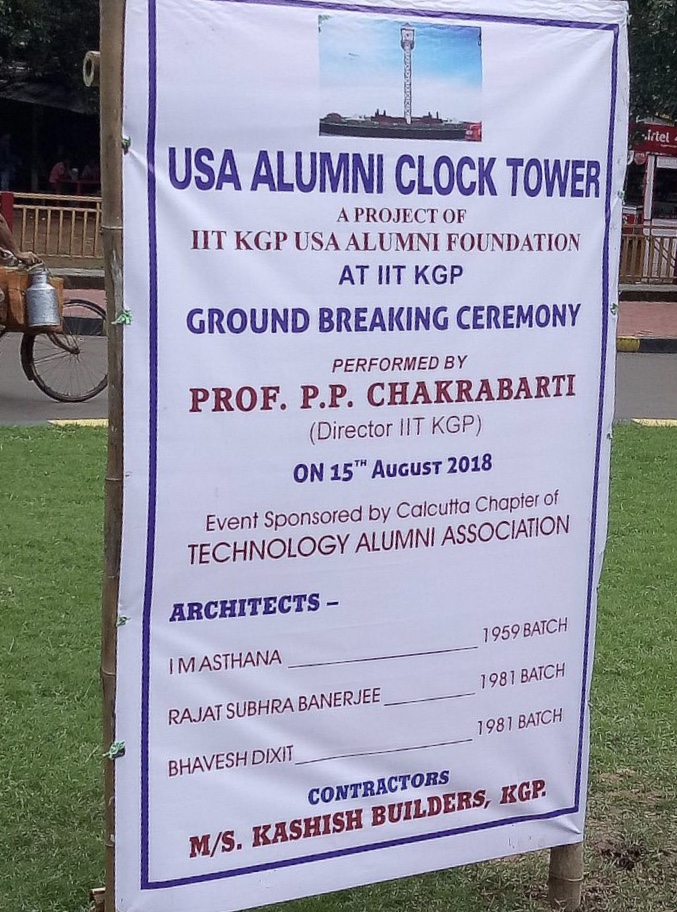 USA ALUMNI CLOCK TOWER
A PROJECT OF
IIT KGP USA ALUMNI FOUNDATION
AT IIT KGP
GROUND BREAKING CEREMONY
PERFORMED BY
PROF. P.P. CHAKRABARTI
(Director IIT KGP)
ON 15TH AUGUST 2018
Event Sponsored by Calcutta Chapter of
TECHNOLOGY ALUMNI ASSOCIATION
ARCHITECTS –
I M ASTHANA 1959 BATCH
RAJAT SUBHRA BANERJEE 1981 BATCH
BHAVESH DIXIT 1981 BATCH
CONTRACTORS
M/S. KASHISH BUILDERS, KGP.
airtel